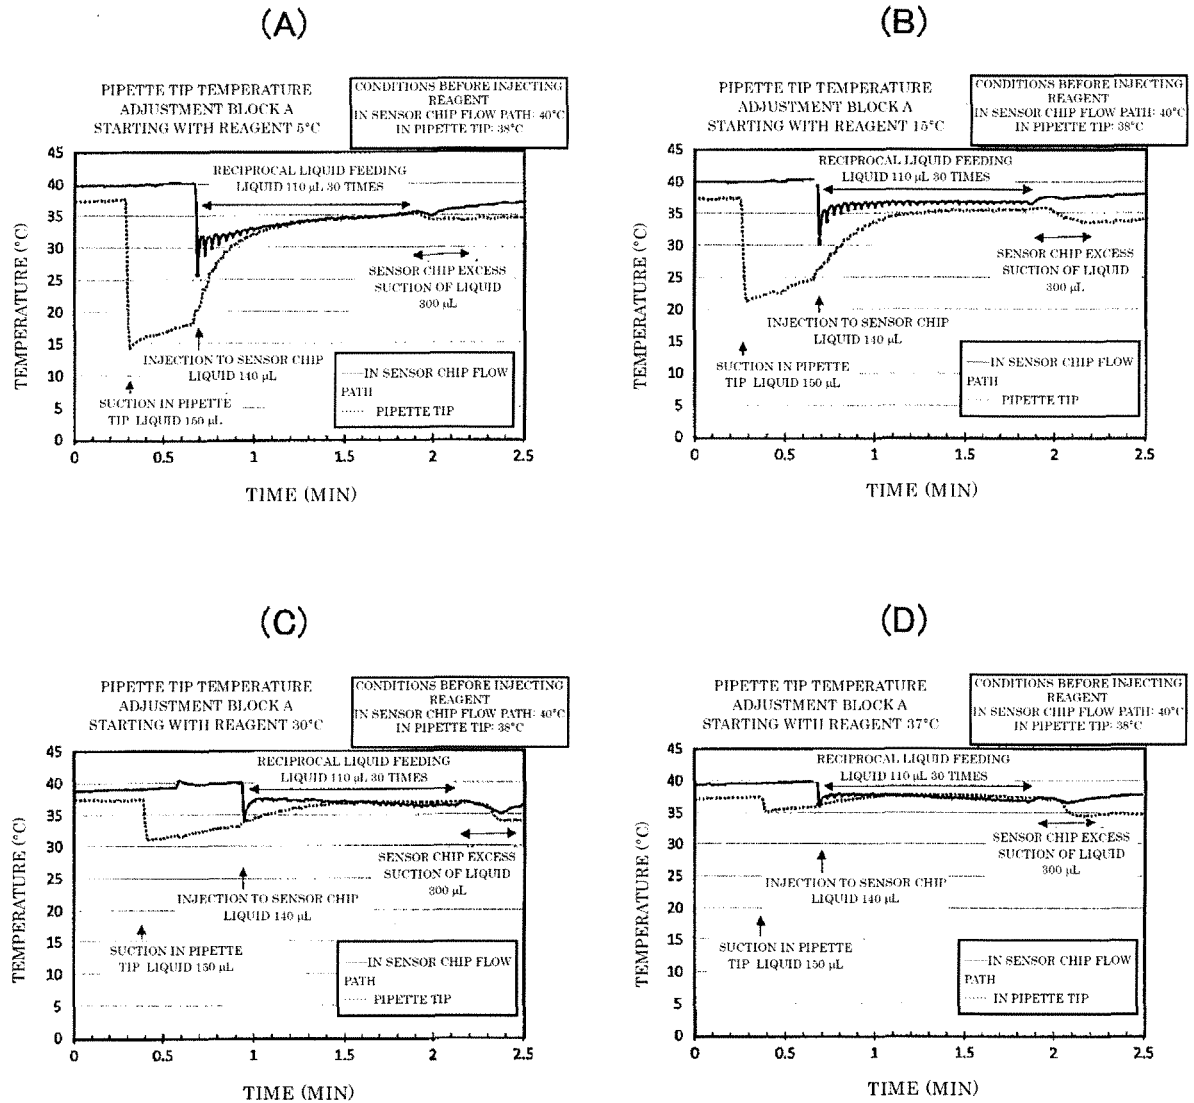 (A)
PIPETTE TIP TEMPERATURE
ADJUSTMENT BLOCK A
STARTING WITH REAGENT 5°C
CONDITIONS BEFORE INJECTING
REAGENT
IN SENSOR CHIP FLOW PATH: 40°C
IN PIPETTE TIP: 38°C
45
40
35
30
25
20
15
10
5
0
TEMPERATURE (°C)
RECIPROCAL LIQUID FEEDING
LIQUID 110 µL 30 TIMES
SENSOR CHIP EXCESS
SUCTION OF LIQUID
300 µL
INJECTION TO SENSOR CHIP
LIQUID 140 µL
SUCTION IN PIPETTE
TIP LIQUID 150 µL
IN SENSOR CHIP FLOW
PATH
PIPETTE TIP
0 0.5 1 1.5 2 2.5
TIME (MIN)
(B)
PIPETTE TIP TEMPERATURE
ADJUSTMENT BLOCK A
STARTING WITH REAGENT 15°C
CONDITIONS BEFORE INJECTING
REAGENT
IN SENSOR CHIP FLOW PATH: 40°C
IN PIPETTE TIP: 38°C
45
40
35
30
25
20
15
10
5
0
TEMPERATURE (°C)
RECIPROCAL LIQUID FEEDING
LIQUID 110 µL 30 TIMES
SENSOR CHIP EXCESS
SUCTION OF LIQUID
300 µL
INJECTION TO SENSOR CHIP
LIQUID 140 µL
SUCTION IN PIPETTE
TIP LIQUID 150 µL
IN SENSOR CHIP FLOW
PATH
PIPETTE TIP
0 0.5 1 1.5 2 2.5
TIME (MIN)
(C)
PIPETTE TIP TEMPERATURE
ADJUSTMENT BLOCK A
STARTING WITH REAGENT 30°C
CONDITIONS BEFORE INJECTING
REAGENT
IN SENSOR CHIP FLOW PATH: 40°C
IN PIPETTE TIP: 38°C
45
40
35
30
25
20
15
10
5
0
TEMPERATURE (°C)
RECIPROCAL LIQUID FEEDING
LIQUID 110 µL 30 TIMES
SENSOR CHIP EXCESS
SUCTION OF LIQUID
300 µL
INJECTION TO SENSOR CHIP
LIQUID 140 µL
SUCTION IN PIPETTE
TIP LIQUID 150 µL
IN SENSOR CHIP FLOW
PATH
PIPETTE TIP
0 0.5 1 1.5 2 2.5
TIME (MIN)
(D)
PIPETTE TIP TEMPERATURE
ADJUSTMENT BLOCK A
STARTING WITH REAGENT 37°C
CONDITIONS BEFORE INJECTING
REAGENT
IN SENSOR CHIP FLOW PATH: 40°C
IN PIPETTE TIP: 38°C
45
40
35
30
25
20
15
10
5
0
TEMPERATURE (°C)
RECIPROCAL LIQUID FEEDING
LIQUID 110 µL 30 TIMES
SENSOR CHIP EXCESS
SUCTION OF LIQUID
300 µL
INJECTION TO SENSOR CHIP
LIQUID 140 µL
SUCTION IN PIPETTE
TIP LIQUID 150 µL
IN SENSOR CHIP FLOW
PATH
IN PIPETTE TIP
0 0.5 1 1.5 2 2.5
TIME (MIN)